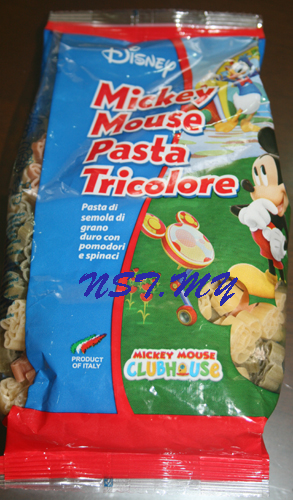 Disney
Mickey
Mouse
Pasta
Tricolore
Pasta di
semola di
grano
duro con
pomodori
e spinaci
NST.MY
PRODUCT
OF ITALY
MICKEY MOUSE
CLUBHOUSE